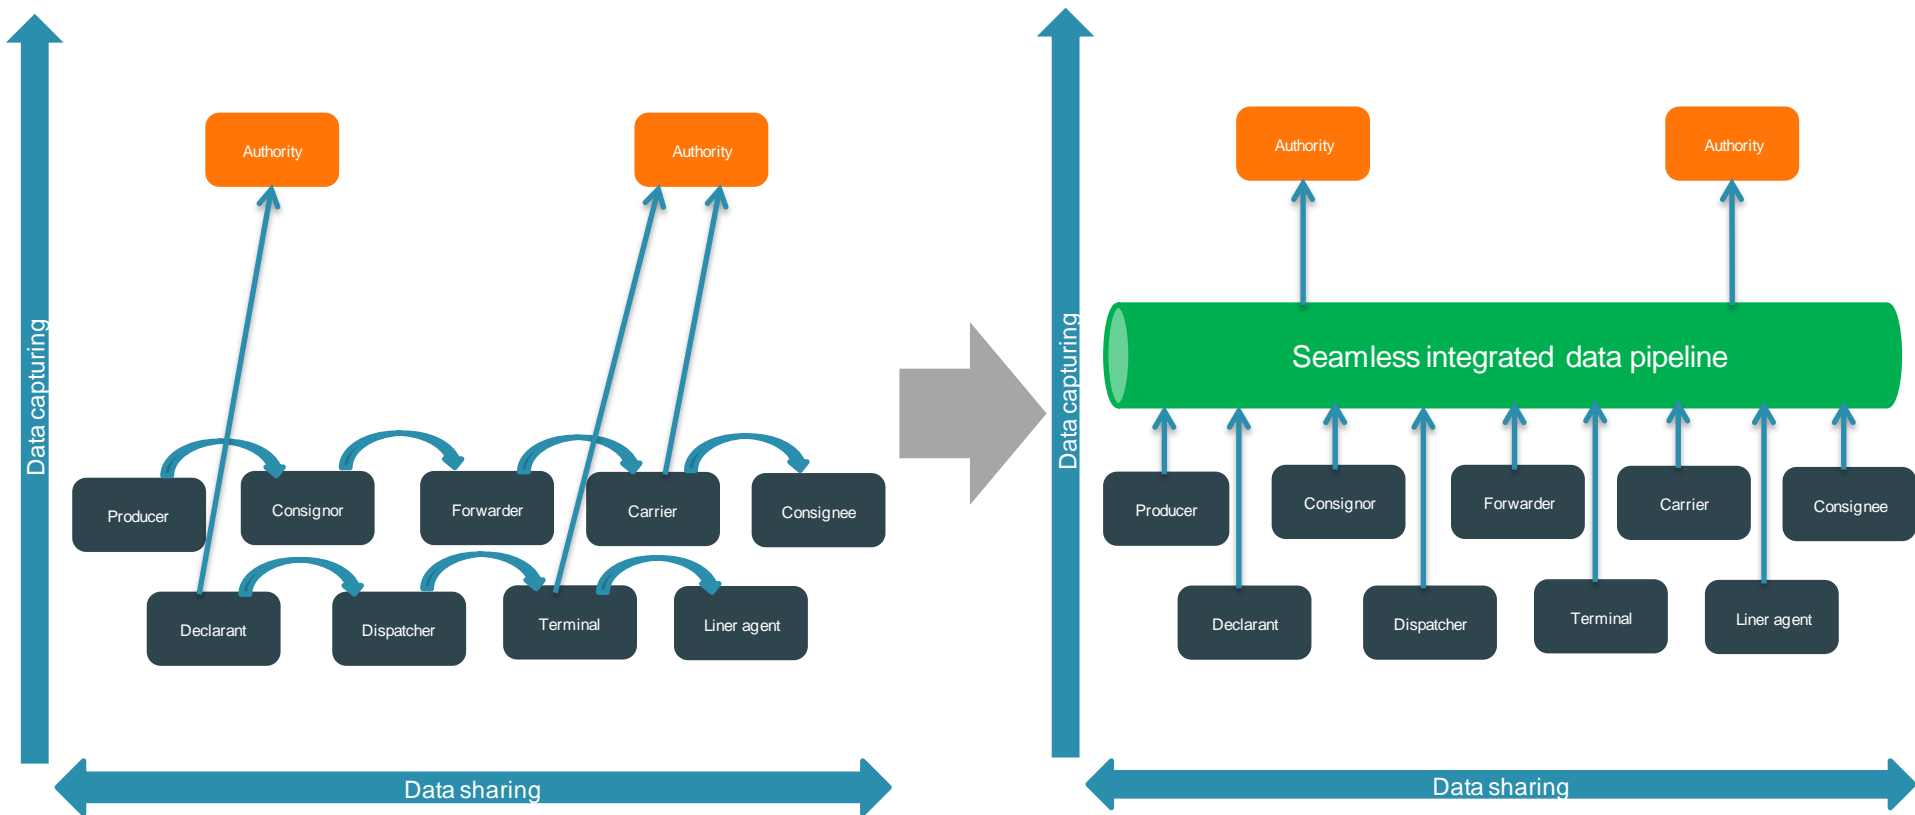 Data capturing
Authority
Authority
Producer
Consignor
Forwarder
Carrier
Consignee
Declarant
Dispatcher
Terminal
Liner agent
Data sharing
Data capturing
Authority
Authority
Seamless integrated data pipeline
Producer
Consignor
Forwarder
Carrier
Consignee
Declarant
Dispatcher
Terminal
Liner agent
Data sharing